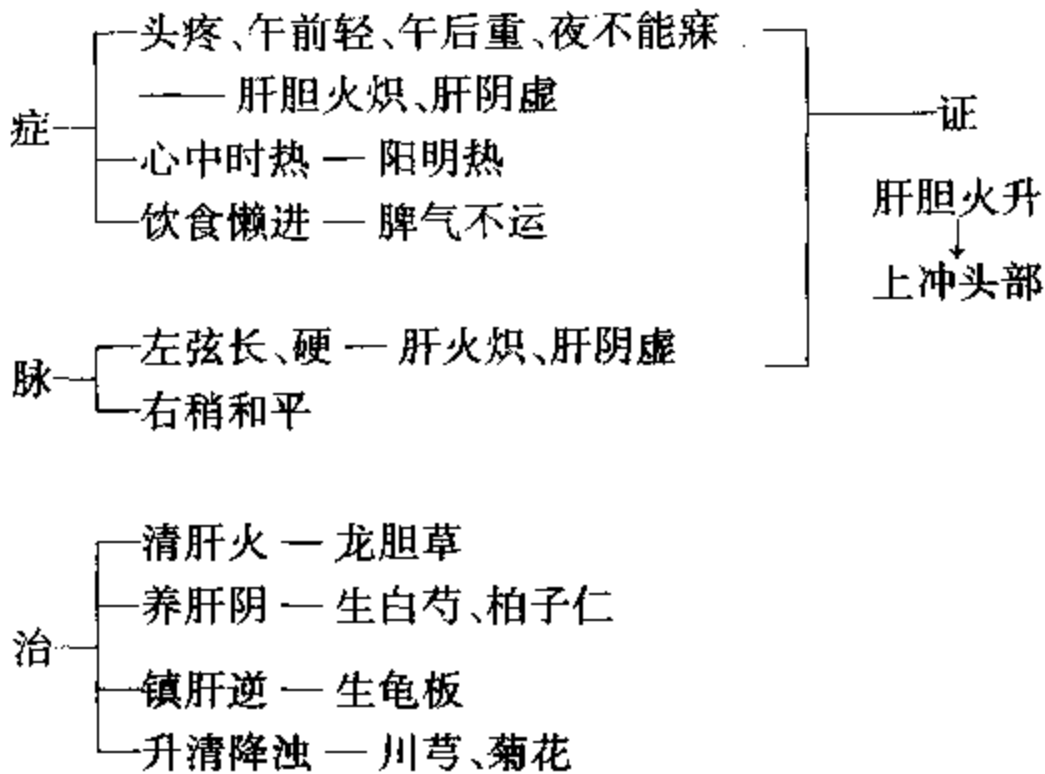 头疼、午前轻、午后重、夜不能寐
—— 肝胆火炽、肝阴虚
证
症
心中时热 — 阳明热
肝胆火升
饮食懒进 — 脾气不运
上冲头部
左弦长、硬 — 肝火炽、肝阴虚
脉
右稍和平
清肝火 — 龙胆草
养肝阴 — 生白芍、柏子仁
治
镇肝逆 — 生龟板
升清降浊 — 川芎、菊花